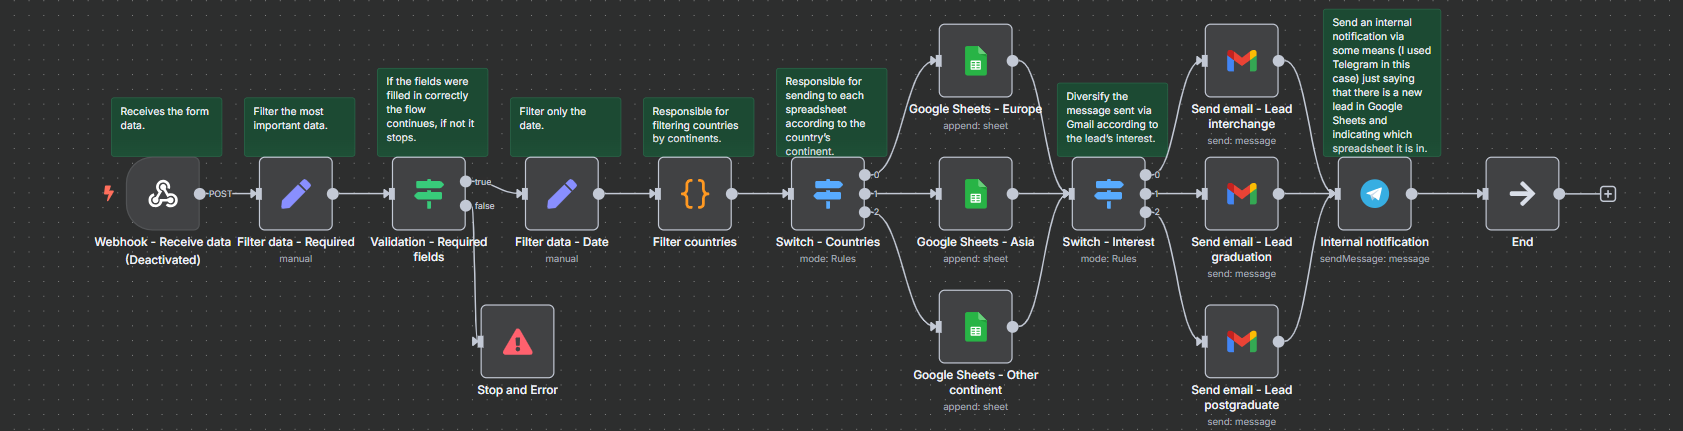 Receives the form
data.
Filter the most
important data.
If the fields were
filled in correctly
the flow
continues, if not it
stops.
Filter only the
date.
Responsible for
filtering countries
by continents.
Responsible for
sending to each
spreadsheet
according to the
country's
continent.
Diversify the
message sent via
Gmail according to
the lead's interest.
Send an internal
notification via
some means (I used
Telegram in this
case) just saying
that there is a new
lead in Google
Sheets and
indicating which
spreadsheet it is in.
POST
Webhook - Receive data
(Deactivated)
Filter data - Required
manual
true
false
Validation - Required
fields
Stop and Error
Filter data - Date
manual
{}
Filter countries
0
1
2
Switch - Countries
mode: Rules
Google Sheets - Europe
append: sheet
Google Sheets - Asia
append: sheet
Google Sheets - Other
continent
append: sheet
0
1
2
Switch - Interest
mode: Rules
Send email - Lead
interchange
send: message
Send email - Lead
graduation
send: message
Send email - Lead
postgraduate
send: message
Internal notification
sendMessage: message
End